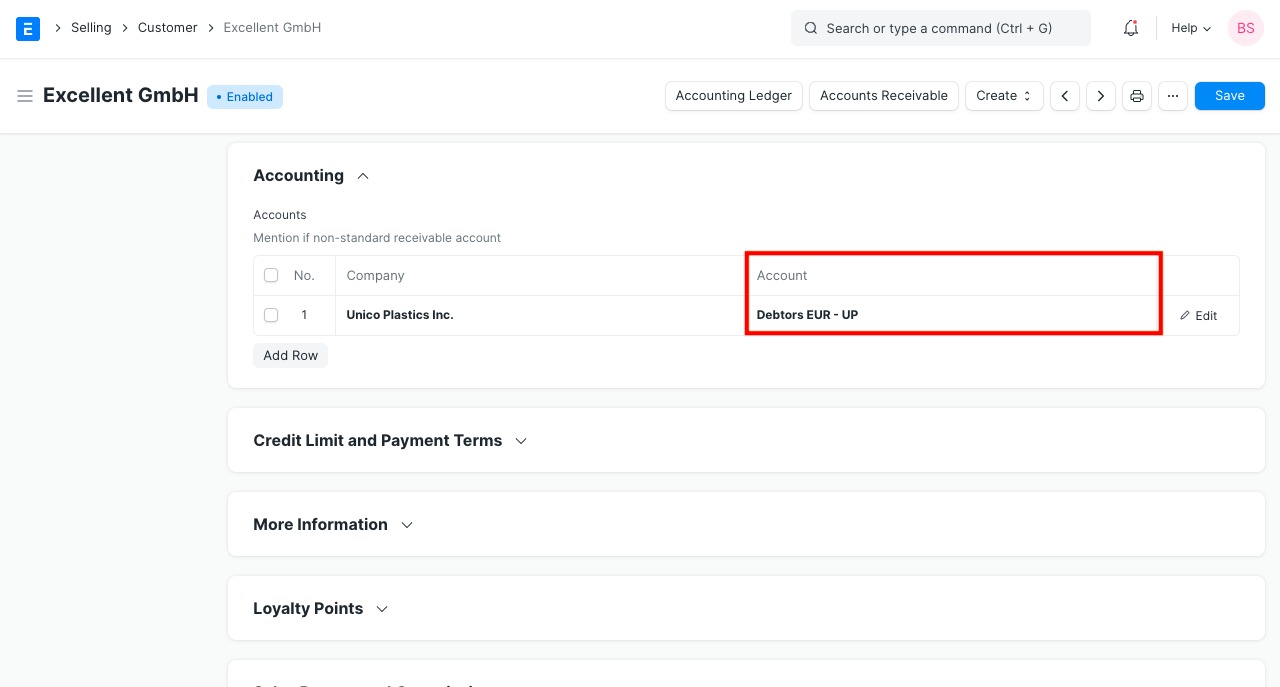 E > Selling > Customer > Excellent GmbH Search or type a command (Ctrl + G) Help BS
Excellent GmbH • Enabled Accounting Ledger Accounts Receivable Create ... Save
Accounting
Accounts
Mention if non-standard receivable account
No. Company Account
1 Unico Plastics Inc. Debtors EUR - UP Edit
Add Row
Credit Limit and Payment Terms
More Information
Loyalty Points